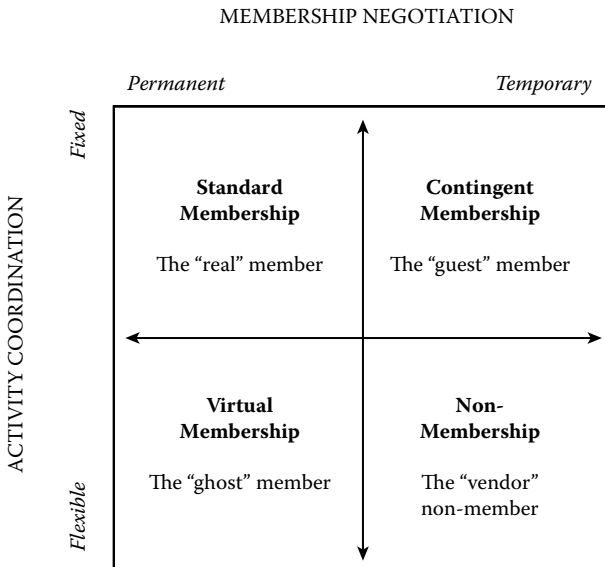 MEMBERSHIP NEGOTIATION
Permanent
Temporary
ACTIVITY COORDINATION
Fixed
Standard
Membership
The “real” member
Contingent
Membership
The “guest” member
Flexible
Virtual
Membership
The “ghost” member
Non-
Membership
The “vendor”
non-member